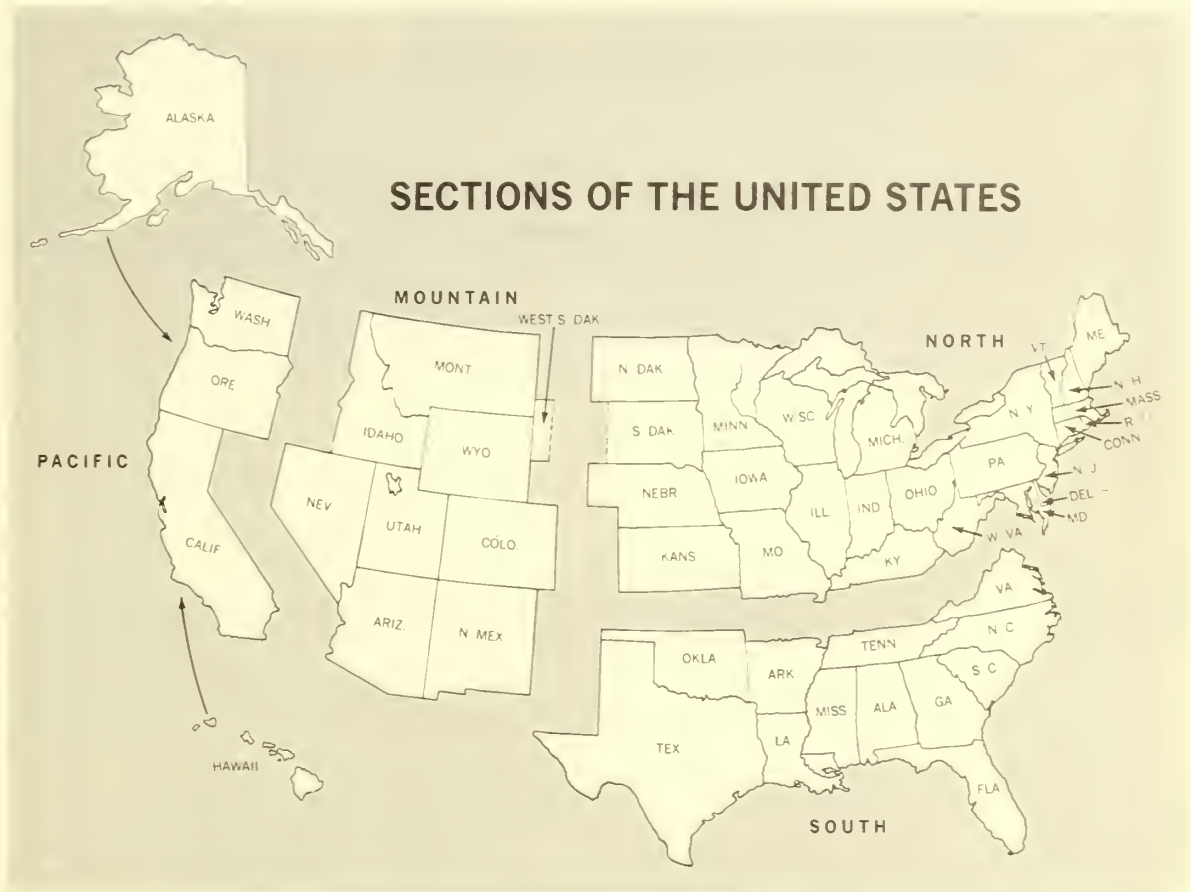 ALASKA
SECTIONS OF THE UNITED STATES
MOUNTAIN
WEST S DAK
NORTH
PACIFIC
SOUTH
WASH
ORE
CALIF
HAWAII
MONT
IDAHO
WYO
NEV
UTAH
COLO.
ARIZ.
N MEX
N DAK
S DAK
NEBR
KANS
MINN
IOWA
MO
W SC
ILL
MICH.
IND
OHIO
KY
W VA
PA
N Y
VT
ME
N H
MASS
R
CONN
N J
DEL
MD
VA
N C
S C
TENN
OKLA
ARK
TEX
LA
MISS
ALA
GA
FLA